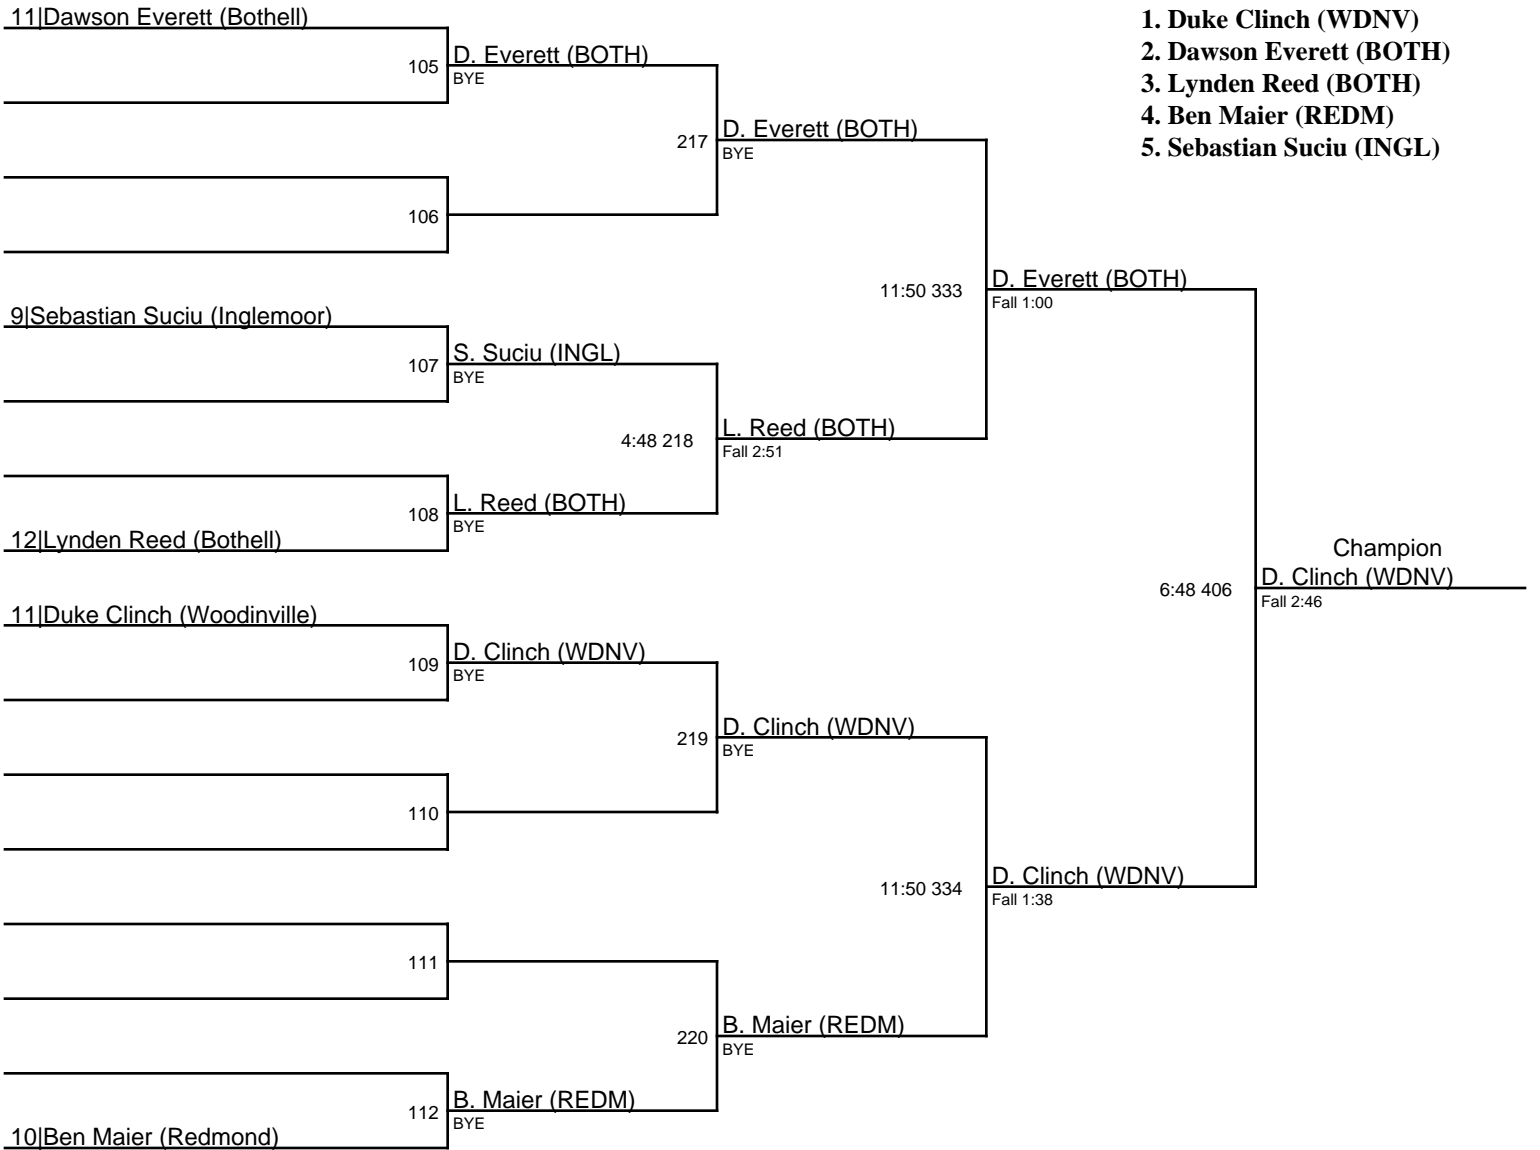 11|Dawson Everett (Bothell)
105
D. Everett (BOTH)
BYE
217
D. Everett (BOTH)
BYE
106
11:50 333
D. Everett (BOTH)
Fall 1:00
9|Sebastian Suciu (Inglemoor)
107
S. Suciu (INGL)
BYE
4:48 218
L. Reed (BOTH)
Fall 2:51
108
L. Reed (BOTH)
BYE
12|Lynden Reed (Bothell)
6:48 406
Champion
D. Clinch (WDNV)
Fall 2:46
11|Duke Clinch (Woodinville)
109
D. Clinch (WDNV)
BYE
219
D. Clinch (WDNV)
BYE
110
11:50 334
D. Clinch (WDNV)
Fall 1:38
111
220
B. Maier (REDM)
BYE
112
B. Maier (REDM)
BYE
10|Ben Maier (Redmond)
1. Duke Clinch (WDNV)
2. Dawson Everett (BOTH)
3. Lynden Reed (BOTH)
4. Ben Maier (REDM)
5. Sebastian Suciu (INGL)